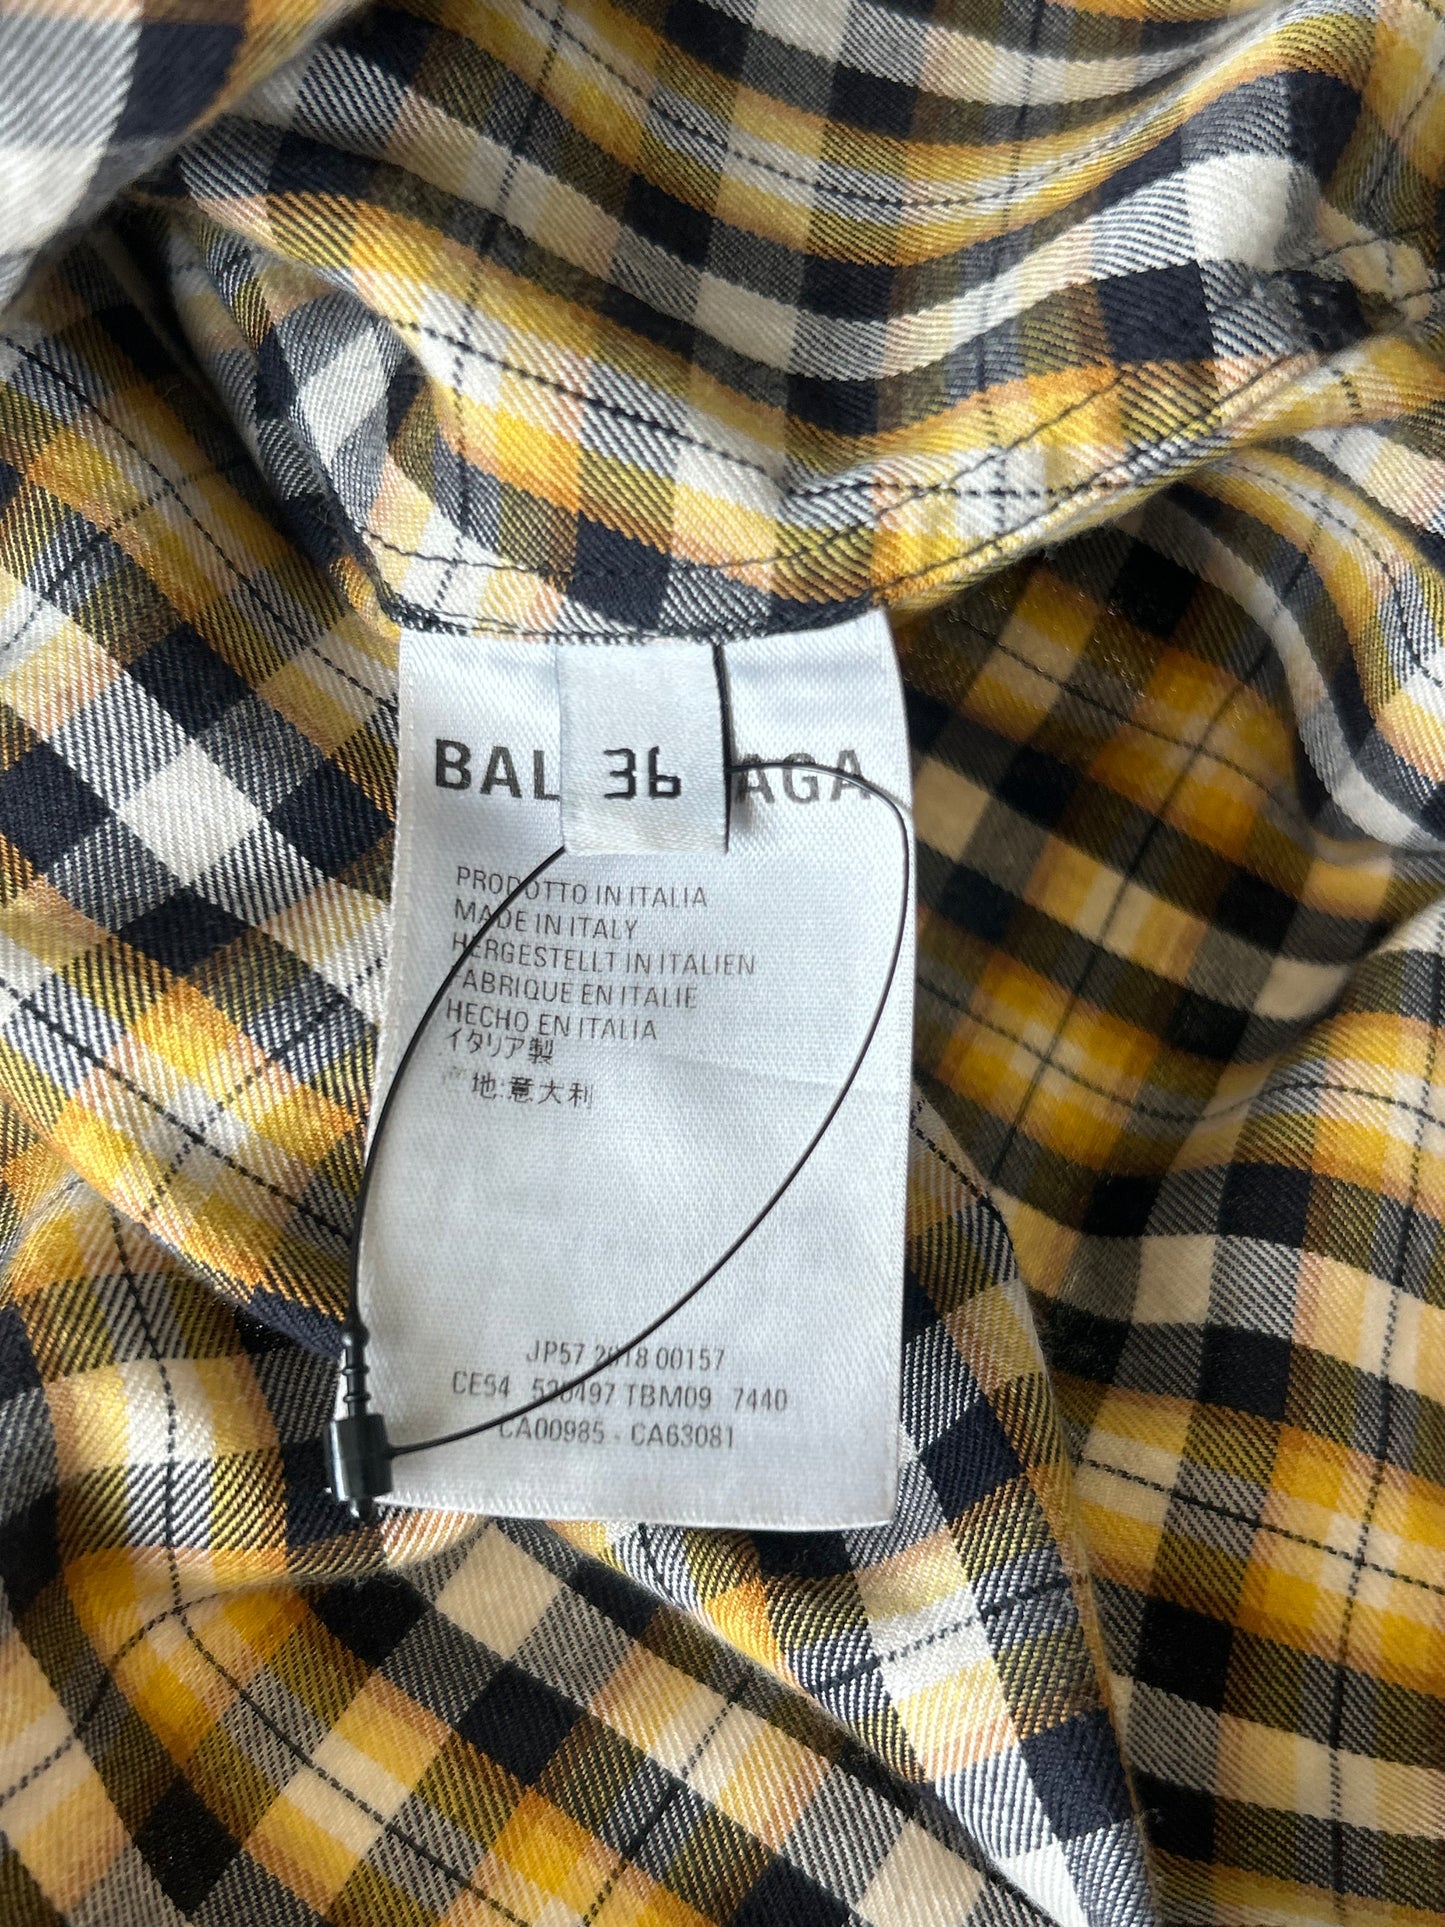 BAL 36 AGA
PRODOTTO IN ITALIA
MADE IN ITALY
HERGESTELLT IN ITALIEN
FABRIQUE EN ITALIE
HECHO EN ITALIA
イタリア製
产地:意大利
JP57 2018 00157
CE54 520497 TBM09 7440
CA00985 - CA63081